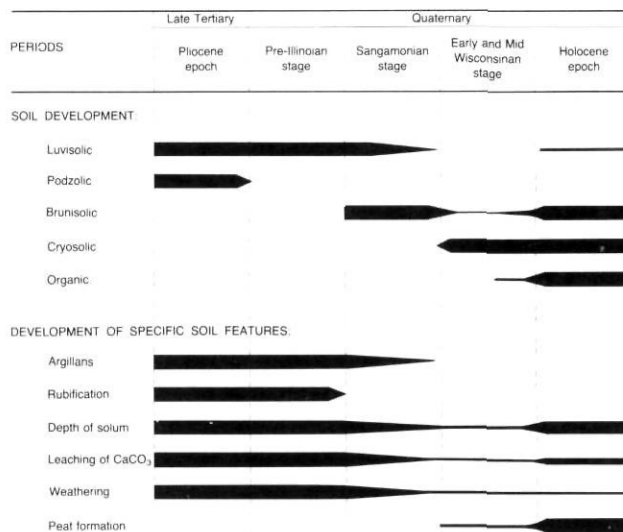 Late Tertiary Quaternary
PERIODS
Pliocene epoch
Pre-Illinoian stage
Sangamonian stage
Early and Mid Wisconsinan stage
Holocene epoch
SOIL DEVELOPMENT:
Luvisolic
Podzolic
Brunisolic
Cryosolic
Organic
DEVELOPMENT OF SPECIFIC SOIL FEATURES.
Argillans
Rubification
Depth of solum
Leaching of CaCO₃
Weathering
Peat formation